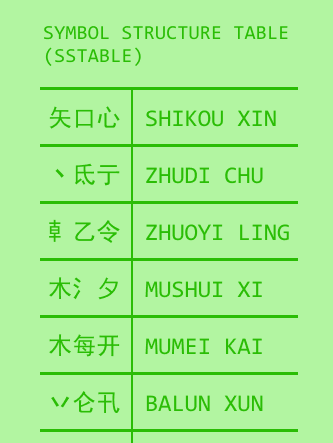 SYMBOL STRUCTURE TABLE
(SSTABLE)
矢口心 SHIKOU XIN
丶氐亍 ZHUDI CHU
𠦝乙令 ZHUOYI LING
木氵夕 MUSHUI XI
木每开 MUMEI KAI
丷仑卂 BALUN XUN